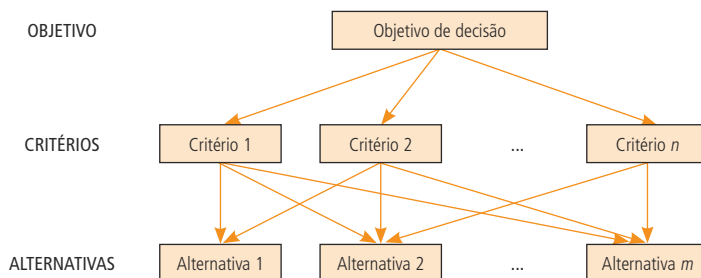 OBJETIVO
Objetivo de decisão
CRITÉRIOS
Critério 1
Critério 2
...
Critério n
ALTERNATIVAS
Alternativa 1
Alternativa 2
...
Alternativa m